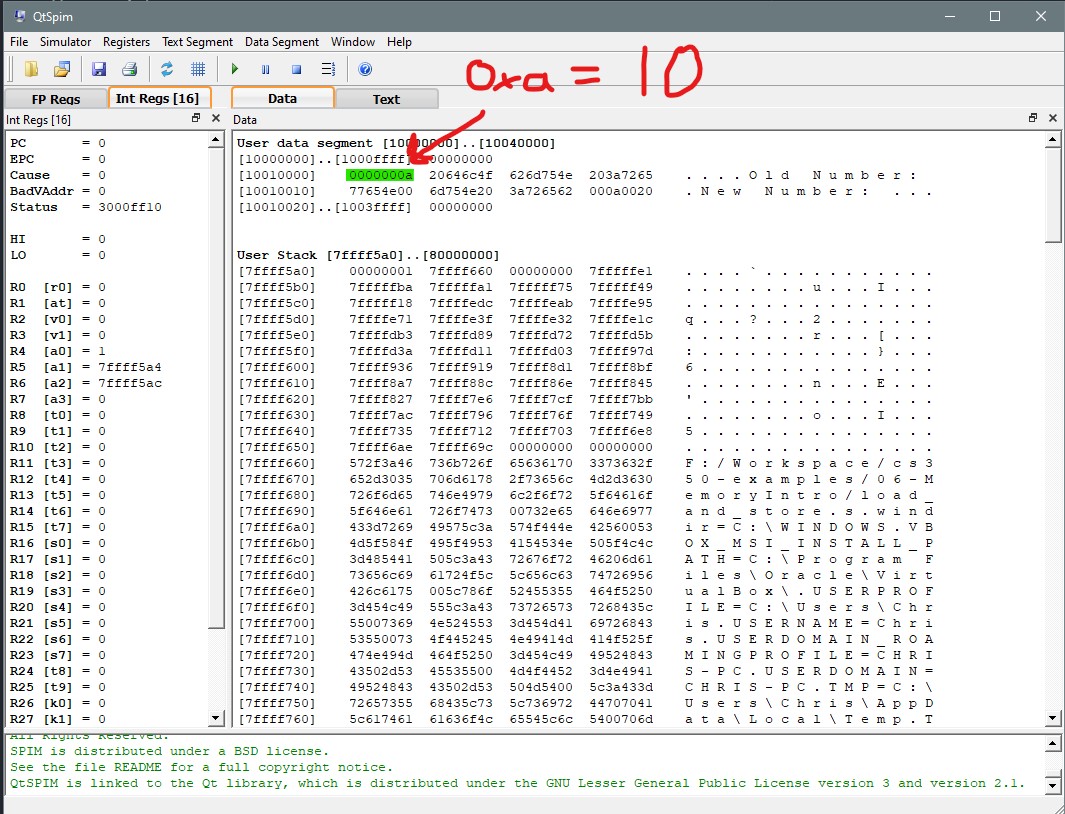 QtSpim
File Simulator Registers Text Segment Data Segment Window Help
0xa = 10
FP Regs Int Regs [16] Data Text
Int Regs [16]
PC = 0
EPC = 0
Cause = 0
BadVAddr = 0
Status = 3000ff10
HI = 0
LO = 0
R0 [r0] = 0
R1 [at] = 0
R2 [v0] = 0
R3 [v1] = 0
R4 [a0] = 1
R5 [a1] = 7ffff5a4
R6 [a2] = 7ffff5ac
R7 [a3] = 0
R8 [t0] = 0
R9 [t1] = 0
R10 [t2] = 0
R11 [t3] = 0
R12 [t4] = 0
R13 [t5] = 0
R14 [t6] = 0
R15 [t7] = 0
R16 [s0] = 0
R17 [s1] = 0
R18 [s2] = 0
R19 [s3] = 0
R20 [s4] = 0
R21 [s5] = 0
R22 [s6] = 0
R23 [s7] = 0
R24 [t8] = 0
R25 [t9] = 0
R26 [k0] = 0
R27 [k1] = 0
Data
User data segment [10000000]..[10040000]
[10000000]..[1000ffff] 00000000
[10010000] 0000000a 20646c4f 626d754e 203a7265 . . . . O l d N u m b e r :
[10010010] 77654e00 6d754e20 3a726562 000a0020 . N e w N u m b e r : . . .
[10010020]..[1003ffff] 00000000
User Stack [7ffff5a0]..[80000000]
[7ffff5a0] 00000001 7ffff660 00000000 7fffffe1 . . . . ` . . . . . . . . . . .
[7ffff5b0] 7fffffba 7fffffa1 7fffff75 7fffff49 . . . . . . . . u . . . I . . .
[7ffff5c0] 7fffff18 7ffffedc 7ffffeab 7ffffe95 . . . . . . . . . . . . . . . .
[7ffff5d0] 7ffffe71 7ffffe3f 7ffffe32 7ffffe1c q . . . ? . . . 2 . . . . . . .
[7ffff5e0] 7ffffdb3 7ffffd89 7ffffd72 7ffffd5b . . . . . . . . r . . . [ . . .
[7ffff5f0] 7ffffd3a 7ffffd11 7ffffd03 7ffff97d : . . . . . . . . . . . } . . .
[7ffff600] 7ffff936 7ffff919 7ffff8d1 7ffff8bf 6 . . . . . . . . . . . . . . .
[7ffff610] 7ffff8a7 7ffff88c 7ffff86e 7ffff845 . . . . . . . . n . . . E . . .
[7ffff620] 7ffff827 7ffff7e6 7ffff7cf 7ffff7bb ' . . . . . . . . . . . . . . .
[7ffff630] 7ffff7ac 7ffff796 7ffff76f 7ffff749 . . . . . . . . o . . . I . . .
[7ffff640] 7ffff735 7ffff712 7ffff703 7ffff6e8 5 . . . . . . . . . . . . . . .
[7ffff650] 7ffff6ae 7ffff69c 00000000 00000000 . . . . . . . . . . . . . . . .
[7ffff660] 572f3a46 736b726f 65636170 3373632f F : / W o r k s p a c e / c s 3
[7ffff670] 652d3035 706d6178 2f73656c 4d2d3630 5 0 - e x a m p l e s / 0 6 - M
[7ffff680] 726f6d65 746e4979 6c2f6f72 5f64616f e m o r y I n t r o / l o a d _
[7ffff690] 5f646e61 726f7473 00732e65 646e6977 a n d _ s t o r e . s . w i n d
[7ffff6a0] 433d7269 49575c3a 574f444e 42560053 i r = C : \ W I N D O W S . V B
[7ffff6b0] 4d5f584f 495f4953 4154534e 505f4c4c O X _ M S I _ I N S T A L L _ P
[7ffff6c0] 3d485441 505c3a43 72676f72 46206d61 A T H = C : \ P r o g r a m F
[7ffff6d0] 73656c69 61724f5c 5c656c63 74726956 i l e s \ O r a c l e \ V i r t
[7ffff6e0] 426c6175 005c786f 52455355 464f5250 u a l B o x \ . U S E R P R O F
[7ffff6f0] 3d454c49 555c3a43 73726573 7268435c I L E = C : \ U s e r s \ C h r
[7ffff700] 55007369 4e524553 3d454d41 69726843 i s . U S E R N A M E = C h r i
[7ffff710] 53550073 4f445245 4e49414d 414f525f s . U S E R D O M A I N _ R O A
[7ffff720] 474e494d 464f5250 3d454c49 49524843 M I N G P R O F I L E = C H R I
[7ffff730] 43502d53 45535500 4d4f4452 3d4e4941 S - P C . U S E R D O M A I N =
[7ffff740] 49524843 43502d53 504d5400 5c3a433d C H R I S - P C . T M P = C : \
[7ffff750] 72657355 68435c73 5c736972 44707041 U s e r s \ C h r i s \ A p p D
[7ffff760] 5c617461 61636f4c 65545c6c 5400706d a t a \ L o c a l \ T e m p . T
All Rights Reserved.
SPIM is distributed under a BSD license.
See the file README for a full copyright notice.
QtSPIM is linked to the Qt library, which is distributed under the GNU Lesser General Public License version 3 and version 2.1.